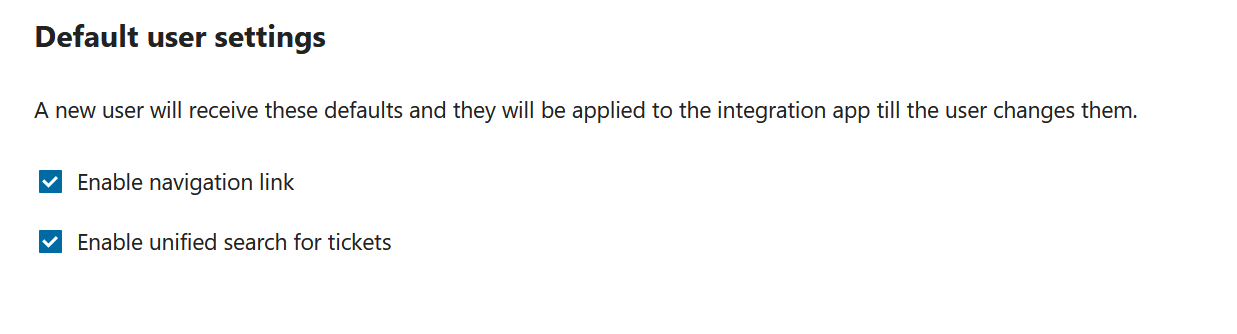 Default user settings
A new user will receive these defaults and they will be applied to the integration app till the user changes them.
Enable navigation link
Enable unified search for tickets